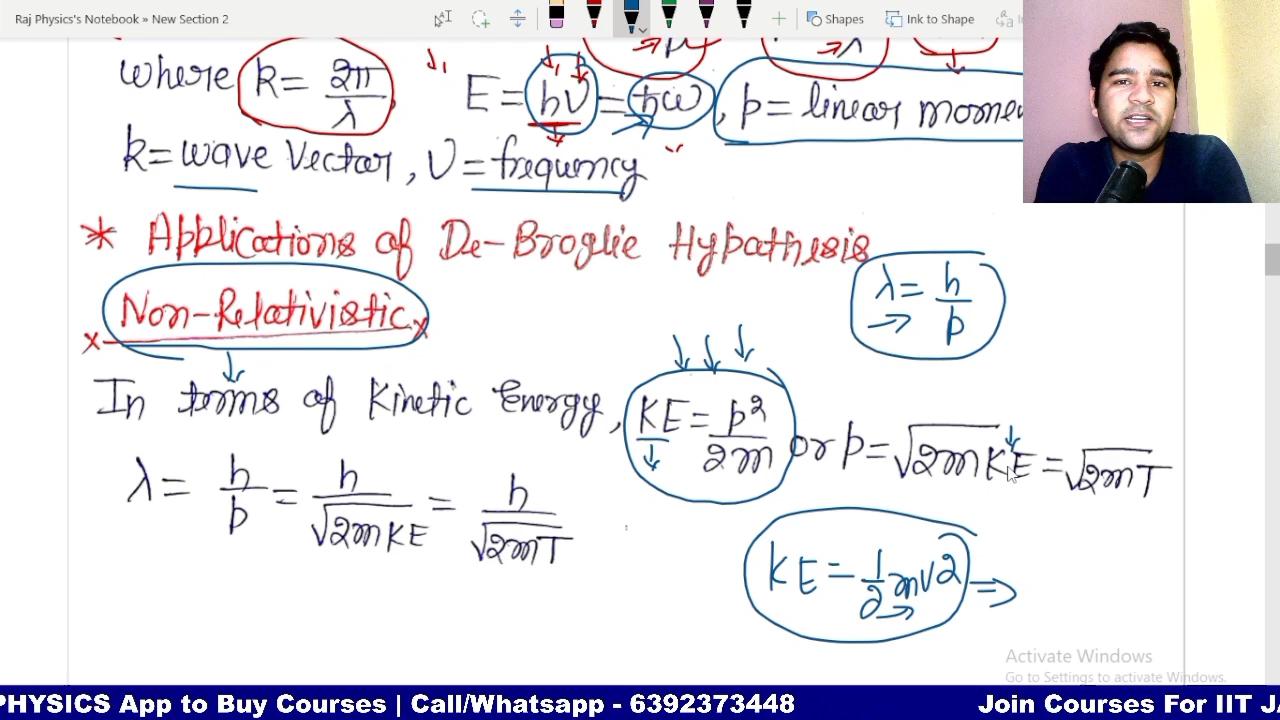 Raj Physics's Notebook » New Section 2
Shapes
Ink to Shape
where k = 2π/λ E = hν = ħω, p = linear
k = wave Vector, υ = frequency
* Applications of De-Broglie Hypothesis
λ = h/p
Non-Relativistic
In terms of Kinetic Energy, KE = p²/2m or p = √2mKE = √2mT
λ = h/p = h/√2mKE = h/√2mT
KE = 1/2 mv² ⇒
Activate Windows
Go to Settings to activate Windows.
PHYSICS App to Buy Courses | Call/Whatsapp - 6392373448 Join Courses For IIT